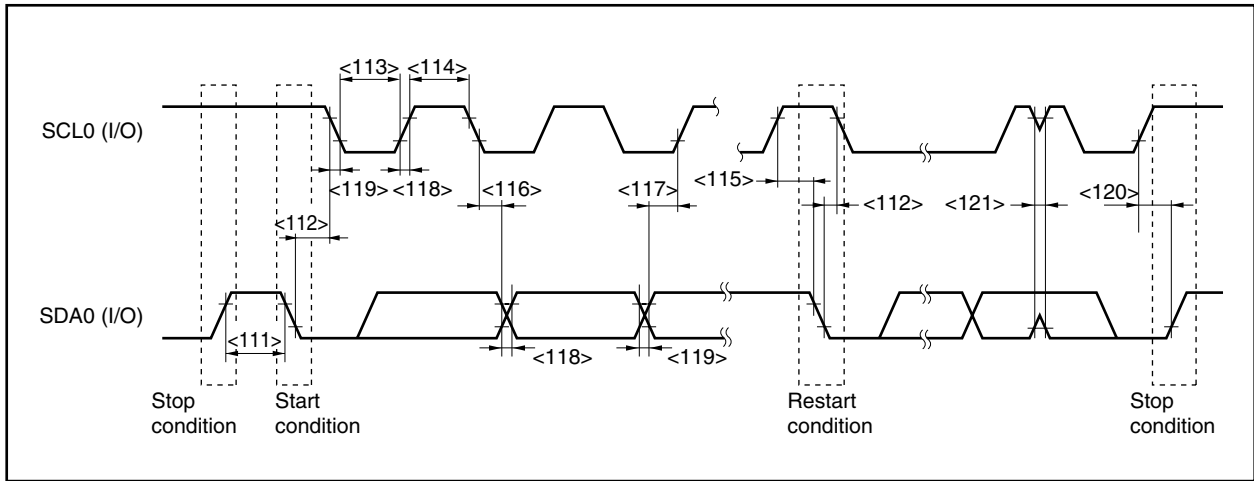 <113> <114>
SCL0 (I/O)
<119> <118> <116> <117> <115>
<112> <112> <121> <120>
SDA0 (I/O)
<111> <118> <119>
Stop
condition
Start
condition
Restart
condition
Stop
condition